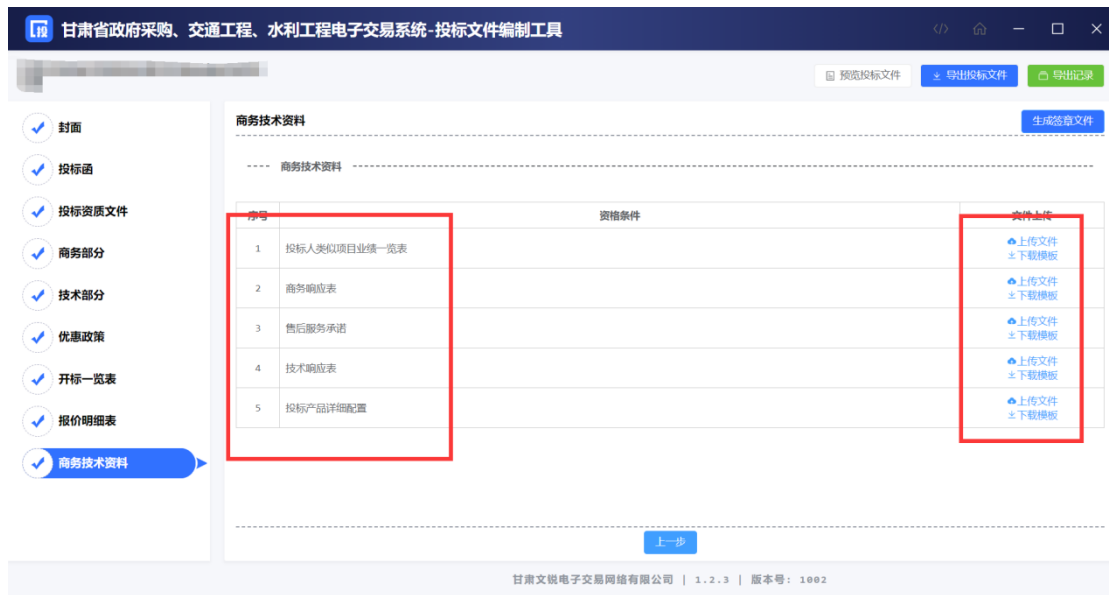 投 甘肃省政府采购、交通工程、水利工程电子交易系统-投标文件编制工具
预览投标文件 导出投标文件 导出记录
封面
投标函
投标资质文件
商务部分
技术部分
优惠政策
开标一览表
报价明细表
商务技术资料
商务技术资料 生成签章文件
商务技术资料
序号 资格条件 文件上传
1 投标人类似项目业绩一览表 上传文件
下载模板
2 商务响应表 上传文件
下载模板
3 售后服务承诺 上传文件
下载模板
4 技术响应表 上传文件
下载模板
5 投标产品详细配置 上传文件
下载模板
上一步
甘肃文锐电子交易网络有限公司 | 1.2.3 | 版本号: 1002